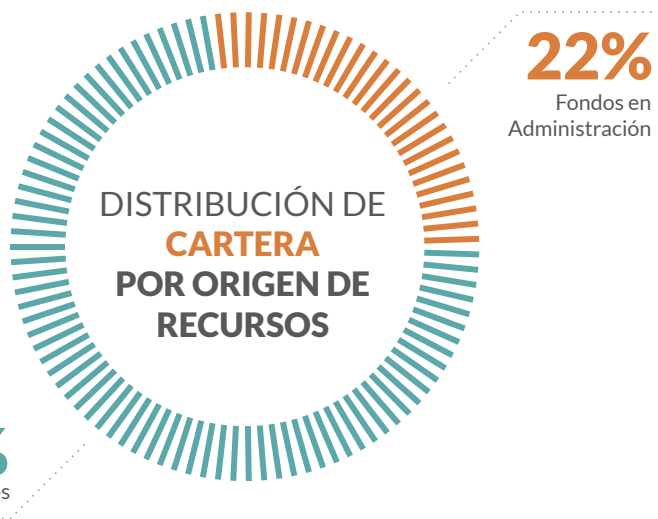 22%
Fondos en
Administración
DISTRIBUCIÓN DE
CARTERA
POR ORIGEN DE
RECURSOS